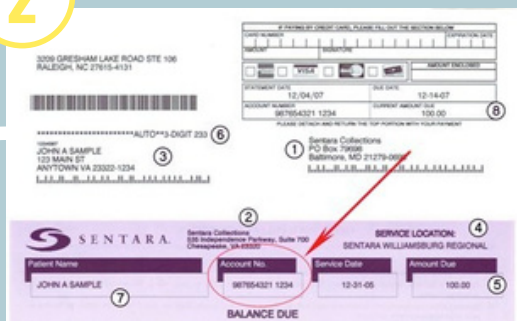 2
IF PAYING BY CREDIT CARD, PLEASE FILL OUT THE SECTION BELOW
CARD NUMBER EXPIRATION DATE
AMOUNT SIGNATURE
VISA
AMOUNT ENCLOSED
3209 GRESHAM LAKE ROAD STE 106
RALEIGH, NC 27615-4131
STATEMENT DATE DUE DATE
12/04/07 12-14-07
ACCOUNT NUMBER CURRENT AMOUNT DUE
987654321 1234 100.00 8
PLEASE DETACH AND RETURN THE TOP PORTION WITH YOUR PAYMENT
AUTO**3-DIGIT 233 6
JOHN A SAMPLE 3
123 MAIN ST
ANYTOWN VA 23322-1234
1 Sentara Collections
PO Box 79698
Baltimore, MD
2
SENTARA
Sentara Collections
535 Independence Parkway, Suite 700
Chesapeake, VA
SERVICE LOCATION: 4
SENTARA WILLIAMSBURG REGIONAL
Patient Name Account No. Service Date Amount Due
JOHN A SAMPLE 987654321 1234 12-31-05 100.00 5
7
BALANCE DUE